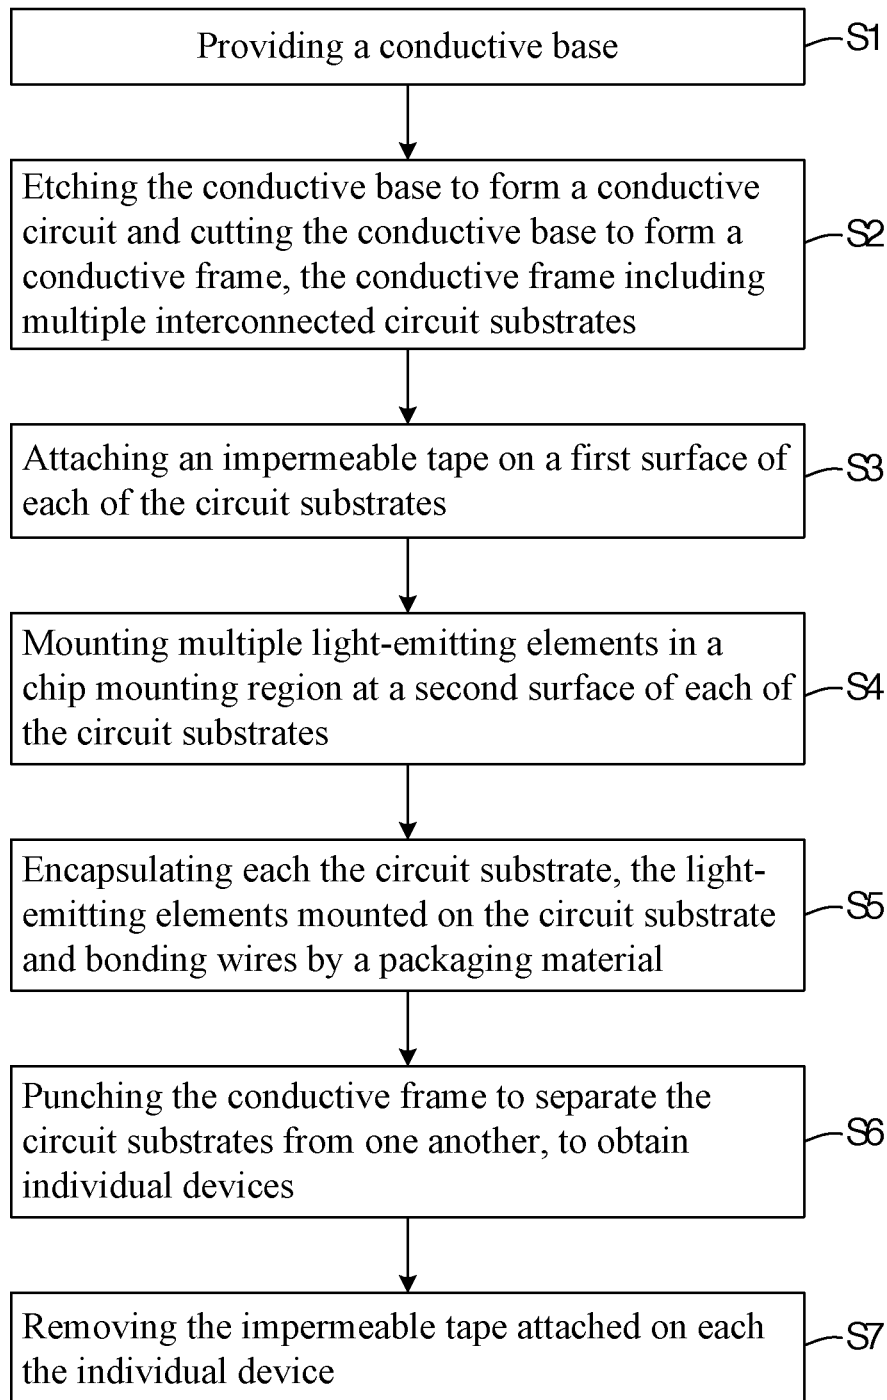 Providing a conductive base
S1
Etching the conductive base to form a conductive
circuit and cutting the conductive base to form a
conductive frame, the conductive frame including
multiple interconnected circuit substrates
S2
Attaching an impermeable tape on a first surface of
each of the circuit substrates
S3
Mounting multiple light-emitting elements in a
chip mounting region at a second surface of each of
the circuit substrates
S4
Encapsulating each the circuit substrate, the light-
emitting elements mounted on the circuit substrate
and bonding wires by a packaging material
S5
Punching the conductive frame to separate the
circuit substrates from one another, to obtain
individual devices
S6
Removing the impermeable tape attached on each
the individual device
S7